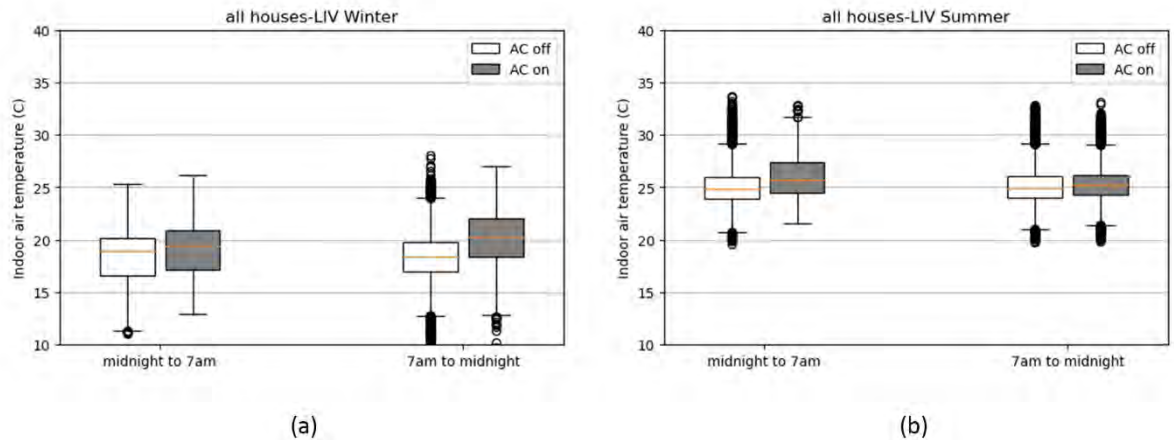 all houses-LIV Winter
Indoor air temperature (C)
40
35
30
25
20
15
10
AC off
AC on
midnight to 7am
7am to midnight
(a)
all houses-LIV Summer
Indoor air temperature (C)
40
35
30
25
20
15
10
AC off
AC on
midnight to 7am
7am to midnight
(b)